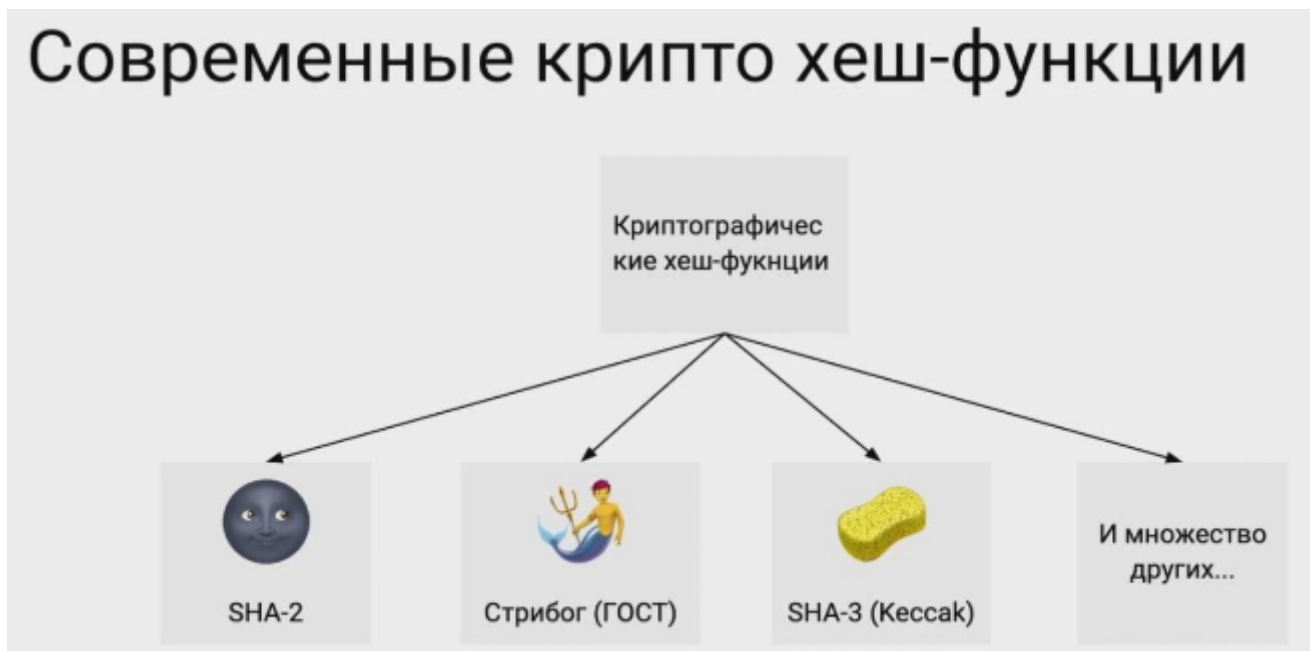 Современные крипто хеш-функции
Криптографичес
кие хеш-фукнции
SHA-2
Стрибог (ГОСТ)
SHA-3 (Keccak)
И множество
других...